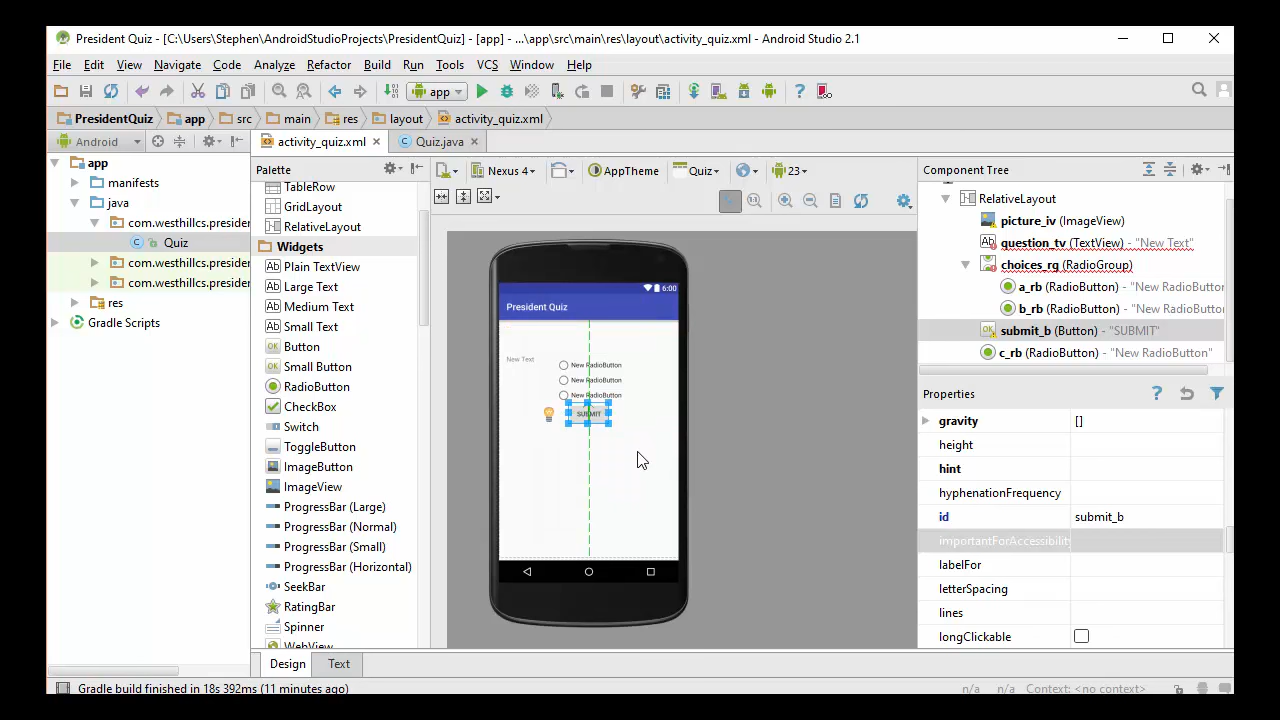 President Quiz - [C:\Users\Stephen\AndroidStudioProjects\PresidentQuiz] - [app] - ...\app\src\main\res\layout\activity_quiz.xml - Android Studio 2.1
File Edit View Navigate Code Analyze Refactor Build Run Tools VCS Window Help
app
PresidentQuiz app src main res layout activity_quiz.xml
Android
activity_quiz.xml Quiz.java
app
manifests
java
com.westhillcs.presider
Quiz
com.westhillcs.presider
com.westhillcs.presider
res
Gradle Scripts
Palette
TableRow
GridLayout
RelativeLayout
Widgets
Plain TextView
Large Text
Medium Text
Small Text
Button
Small Button
RadioButton
CheckBox
Switch
ToggleButton
ImageButton
ImageView
ProgressBar (Large)
ProgressBar (Normal)
ProgressBar (Small)
ProgressBar (Horizontal)
SeekBar
RatingBar
Spinner
WebView
Nexus 4 AppTheme Quiz 23
6:00
President Quiz
New Text
New RadioButton
New RadioButton
New RadioButton
SUBMIT
Component Tree
RelativeLayout
picture_iv (ImageView)
question_tv (TextView) - "New Text"
choices_rg (RadioGroup)
a_rb (RadioButton) - "New RadioButton
b_rb (RadioButton) - "New RadioButton
submit_b (Button) - "SUBMIT"
c_rb (RadioButton) - "New RadioButton"
Properties
gravity []
height
hint
hyphenationFrequency
id submit_b
importantForAccessibility
labelFor
letterSpacing
lines
longClickable
Design Text
Gradle build finished in 18s 392ms (11 minutes ago)
n/a n/a Context: <no context>